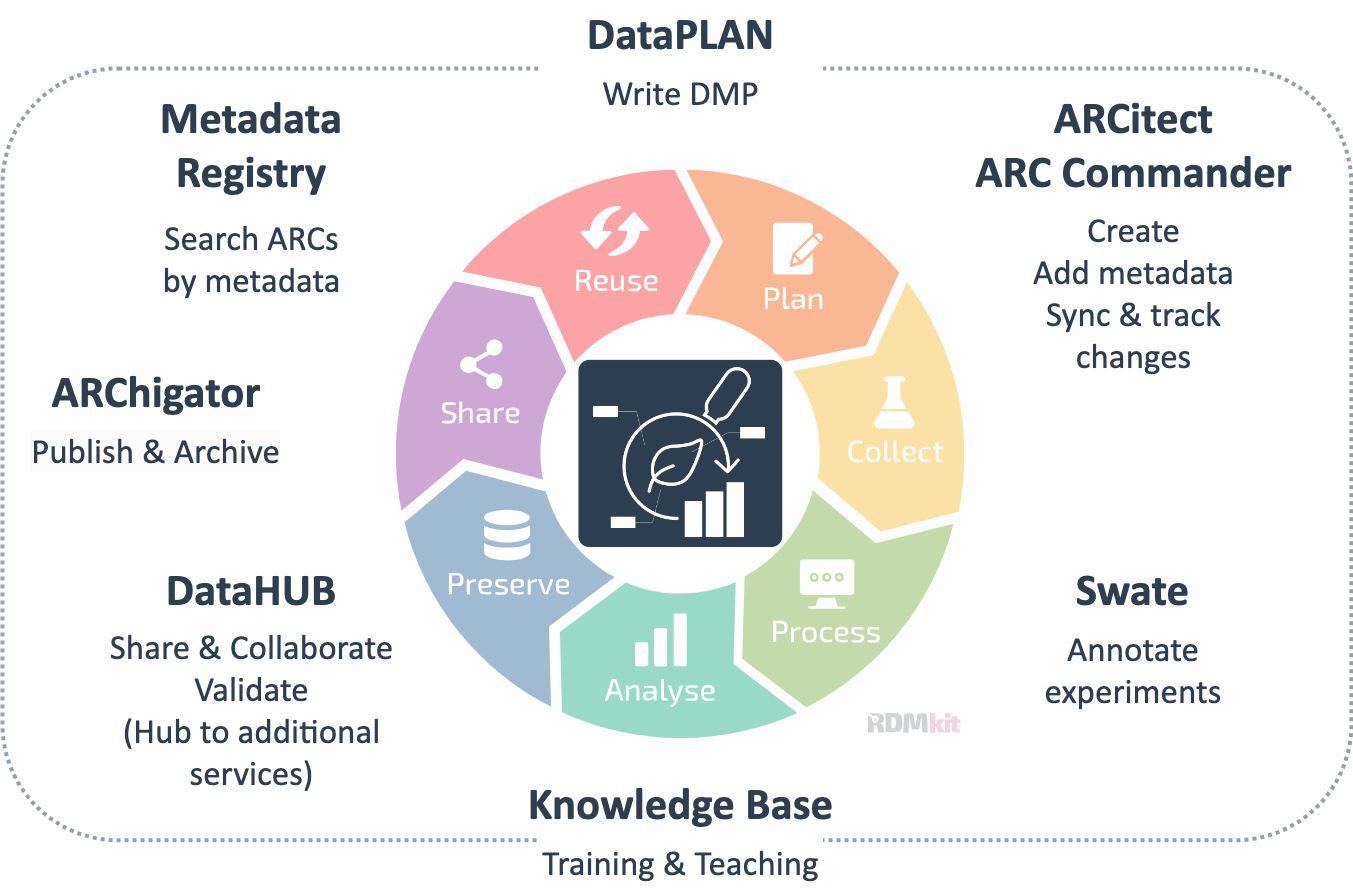 DataPLAN
Write DMP
Metadata
Registry
Search ARCs
by metadata
ARCitect
ARC Commander
Create
Add metadata
Sync & track
changes
ARChigator
Publish & Archive
DataHUB
Share & Collaborate
Validate
(Hub to additional
services)
Swate
Annotate
experiments
Reuse
Plan
Share
Collect
Preserve
Process
Analyse
RDMkit
Knowledge Base
Training & Teaching